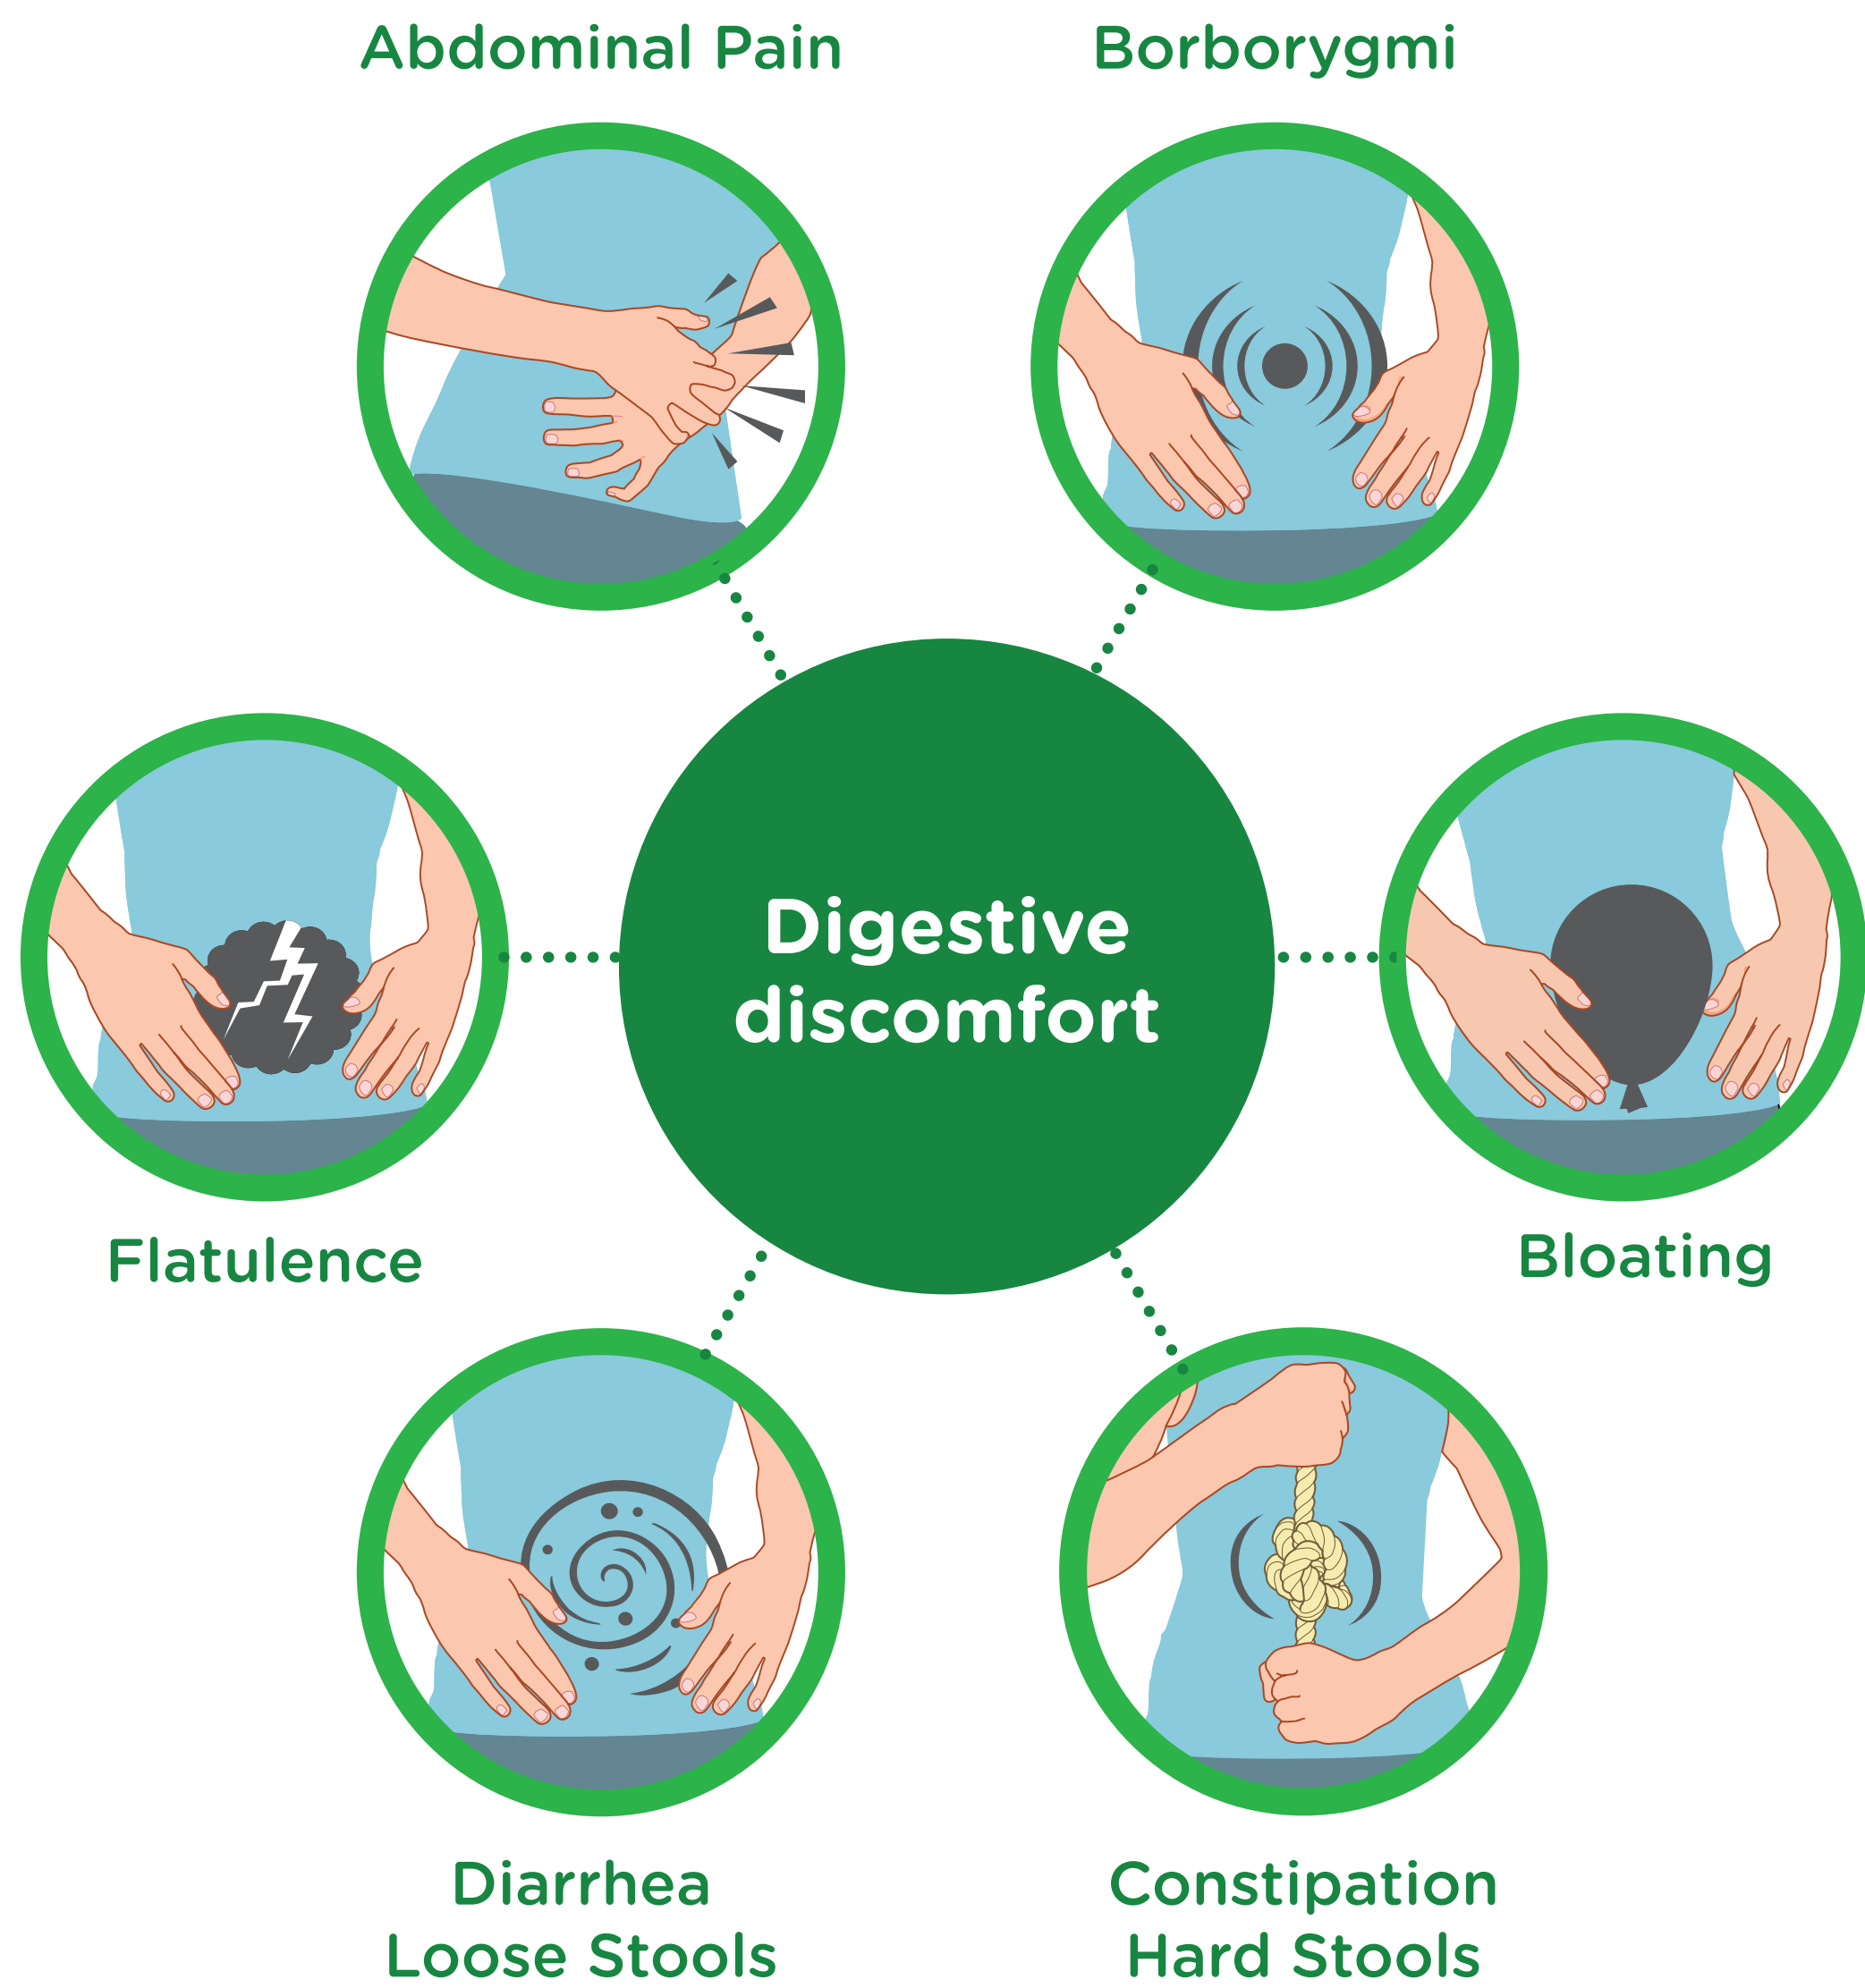 Abdominal Pain
Borborygmi
Digestive
discomfort
Flatulence
Bloating
Diarrhea
Loose Stools
Constipation
Hard Stools